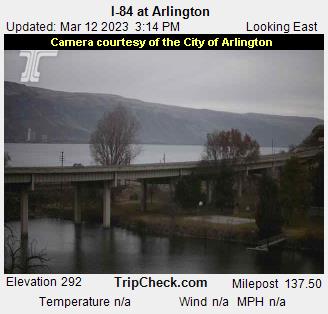 I-84 at Arlington
Updated: Mar 12 2023 3:14 PM Looking East
Camera courtesy of the City of Arlington
Elevation 292 TripCheck.com Milepost 137.50
Temperature n/a Wind n/a MPH n/a